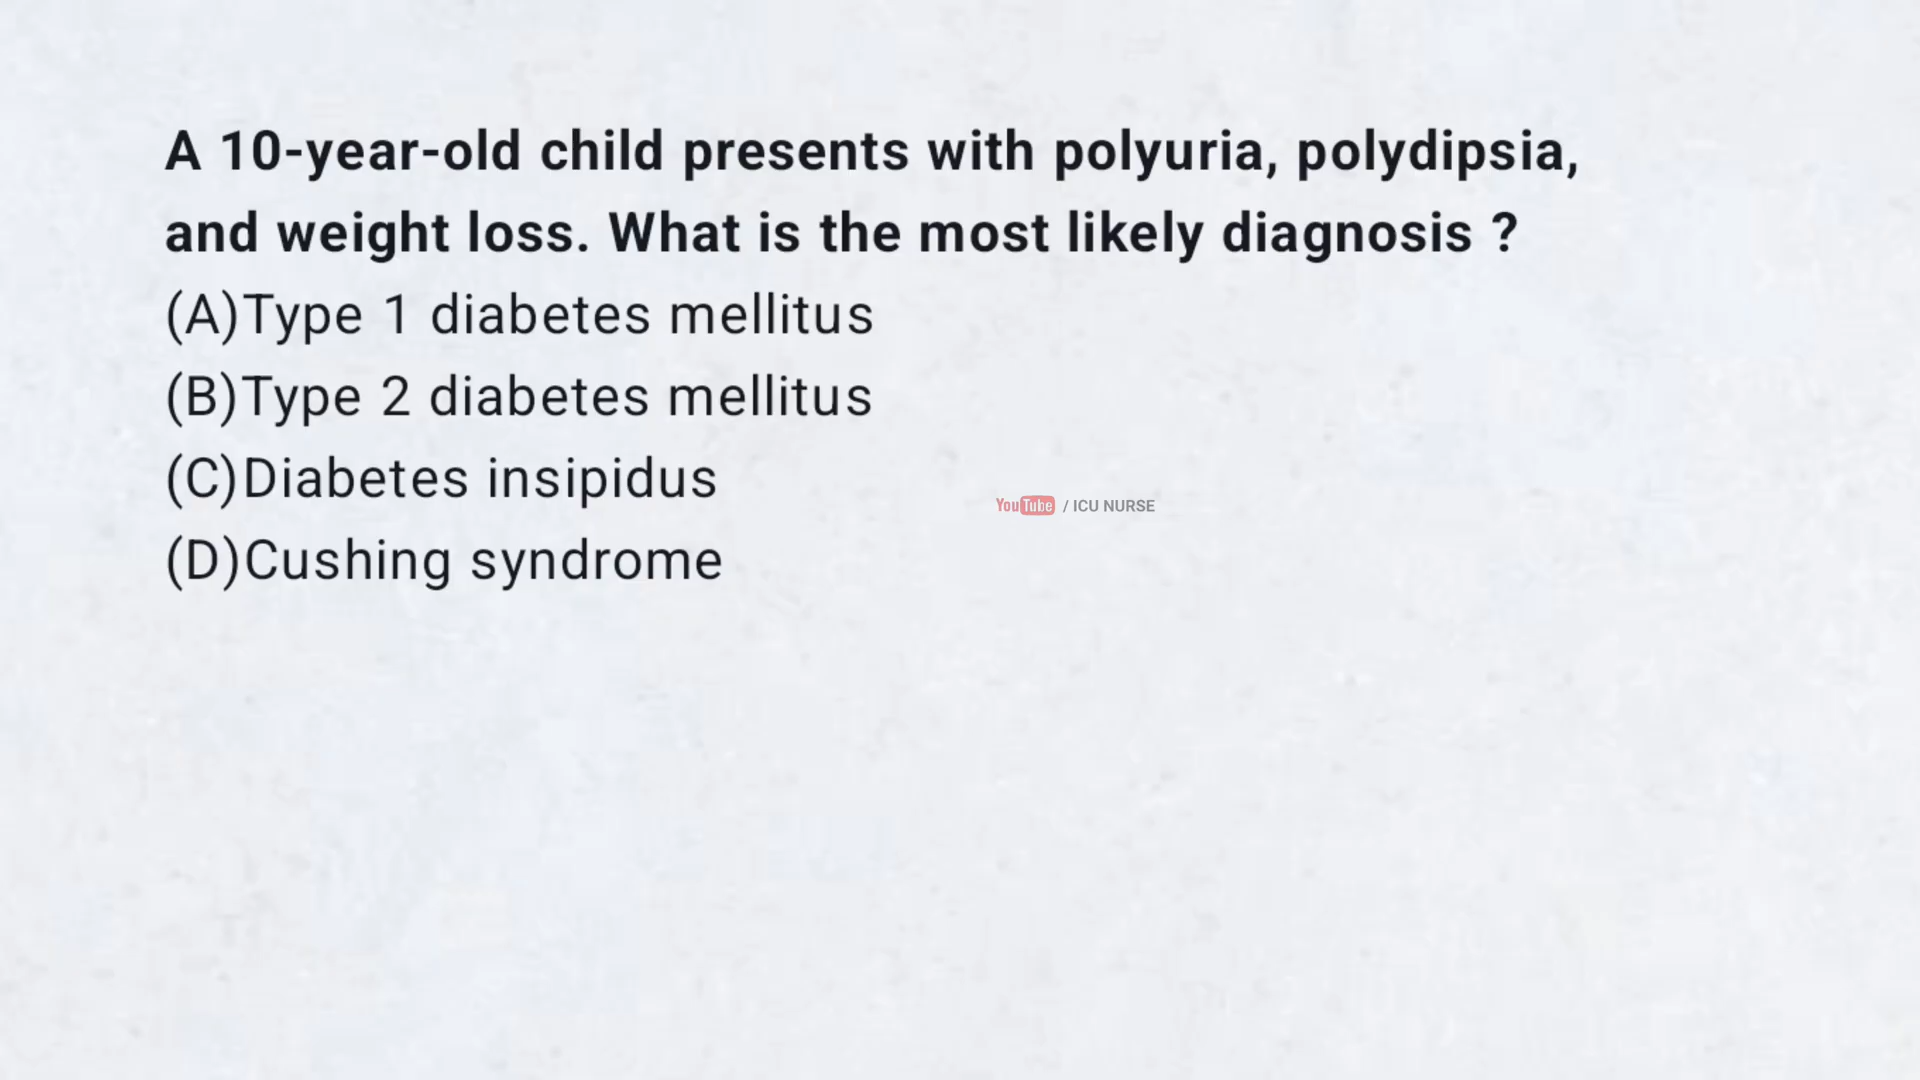 A 10-year-old child presents with polyuria, polydipsia,
and weight loss. What is the most likely diagnosis ?
(A)Type 1 diabetes mellitus
(B)Type 2 diabetes mellitus
(C)Diabetes insipidus
(D)Cushing syndrome
YouTube / ICU NURSE